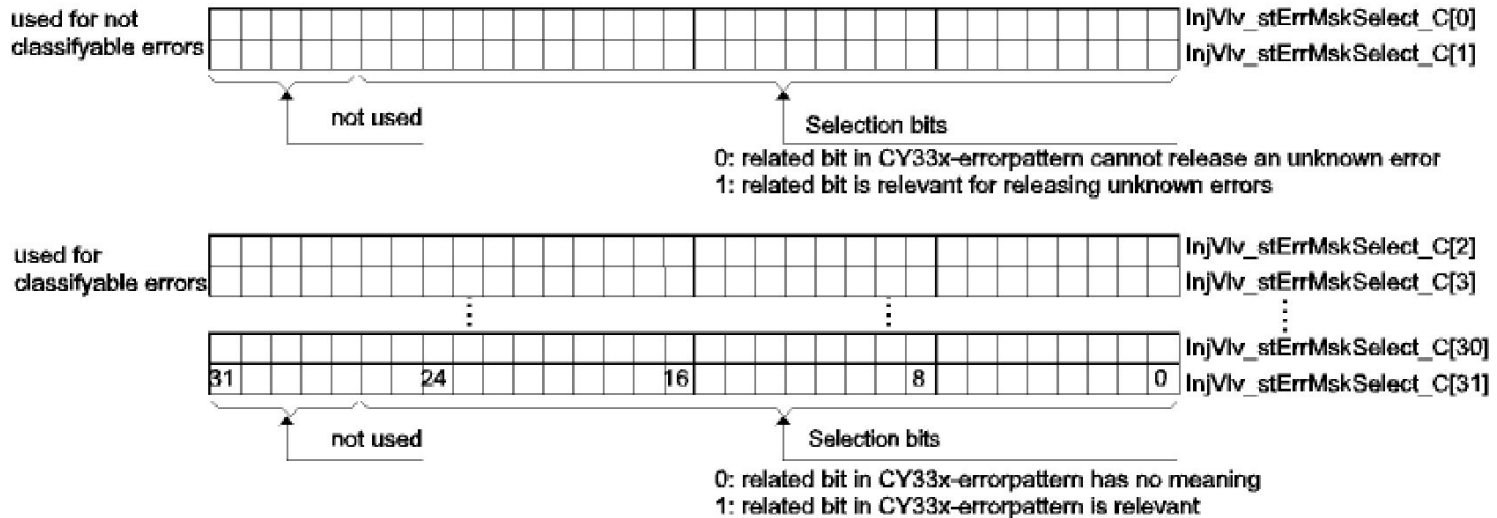 used for not
classifyable errors
InjVlv_stErrMskSelect_C[0]
InjVlv_stErrMskSelect_C[1]
not used
Selection bits
0: related bit in CY33x-errorpattern cannot release an unknown error
1: related bit is relevant for releasing unknown errors
used for
classifyable errors
InjVlv_stErrMskSelect_C[2]
InjVlv_stErrMskSelect_C[3]
InjVlv_stErrMskSelect_C[30]
31 24 16 8 0 InjVlv_stErrMskSelect_C[31]
not used
Selection bits
0: related bit in CY33x-errorpattern has no meaning
1: related bit in CY33x-errorpattern is relevant